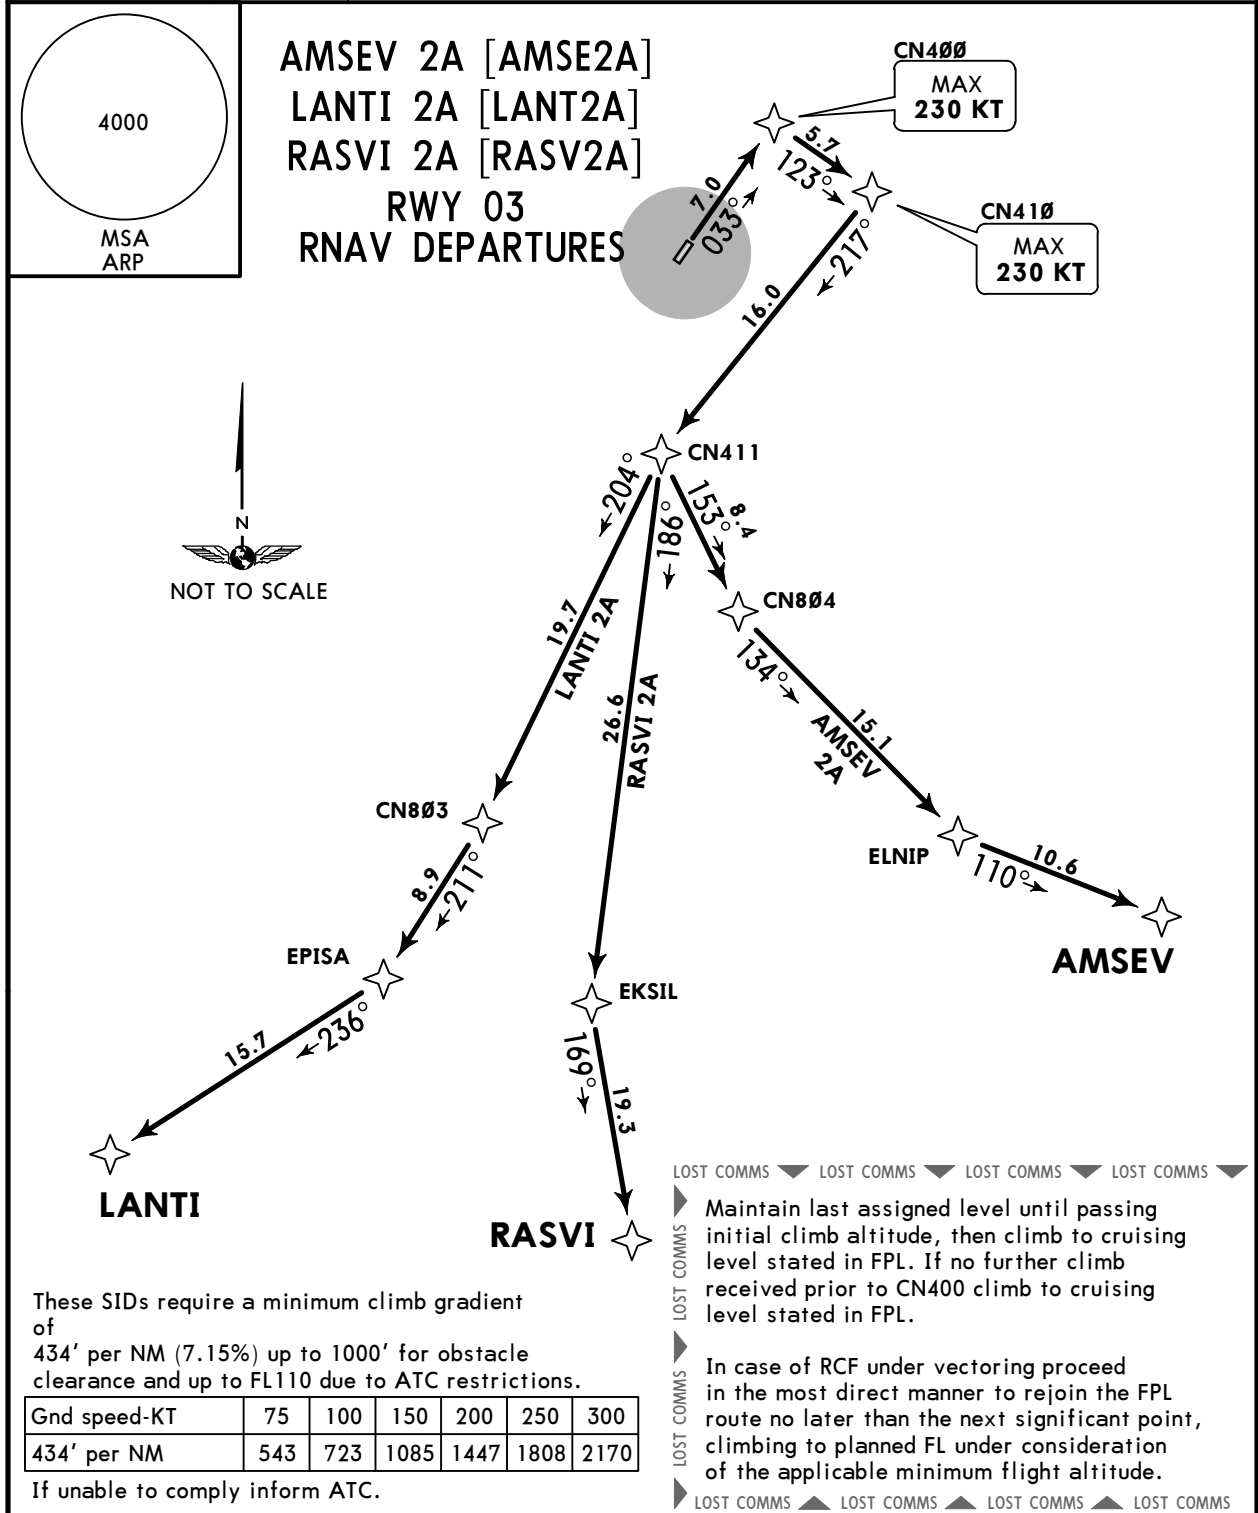 4000
MSA
ARP
AMSEV 2A [AMSE2A]
LANTI 2A [LANT2A]
RASVI 2A [RASV2A]
RWY 03
RNAV DEPARTURES
CN4ØØ
MAX
230 KT
5.7
123°
7.0
033°
CN41Ø
MAX
230 KT
217°
16.0
N
NOT TO SCALE
CN411
204°
186°
153°
8.4
CN8Ø4
19.7
LANTI 2A
26.6
RASVI 2A
134°
15.1
AMSEV
2A
CN8Ø3
8.9
211°
ELNIP
110°
10.6
AMSEV
EPISA
236°
15.7
LANTI
EKSIL
169°
19.3
RASVI
LOST COMMS LOST COMMS LOST COMMS LOST COMMS
LOST COMMS
Maintain last assigned level until passing
initial climb altitude, then climb to cruising
level stated in FPL. If no further climb
received prior to CN400 climb to cruising
level stated in FPL.
LOST COMMS
In case of RCF under vectoring proceed
in the most direct manner to rejoin the FPL
route no later than the next significant point,
climbing to planned FL under consideration
of the applicable minimum flight altitude.
LOST COMMS LOST COMMS LOST COMMS LOST COMMS
These SIDs require a minimum climb gradient
of
434' per NM (7.15%) up to 1000' for obstacle
clearance and up to FL110 due to ATC restrictions.
Gnd speed-KT 75 100 150 200 250 300
434' per NM 543 723 1085 1447 1808 2170
If unable to comply inform ATC.